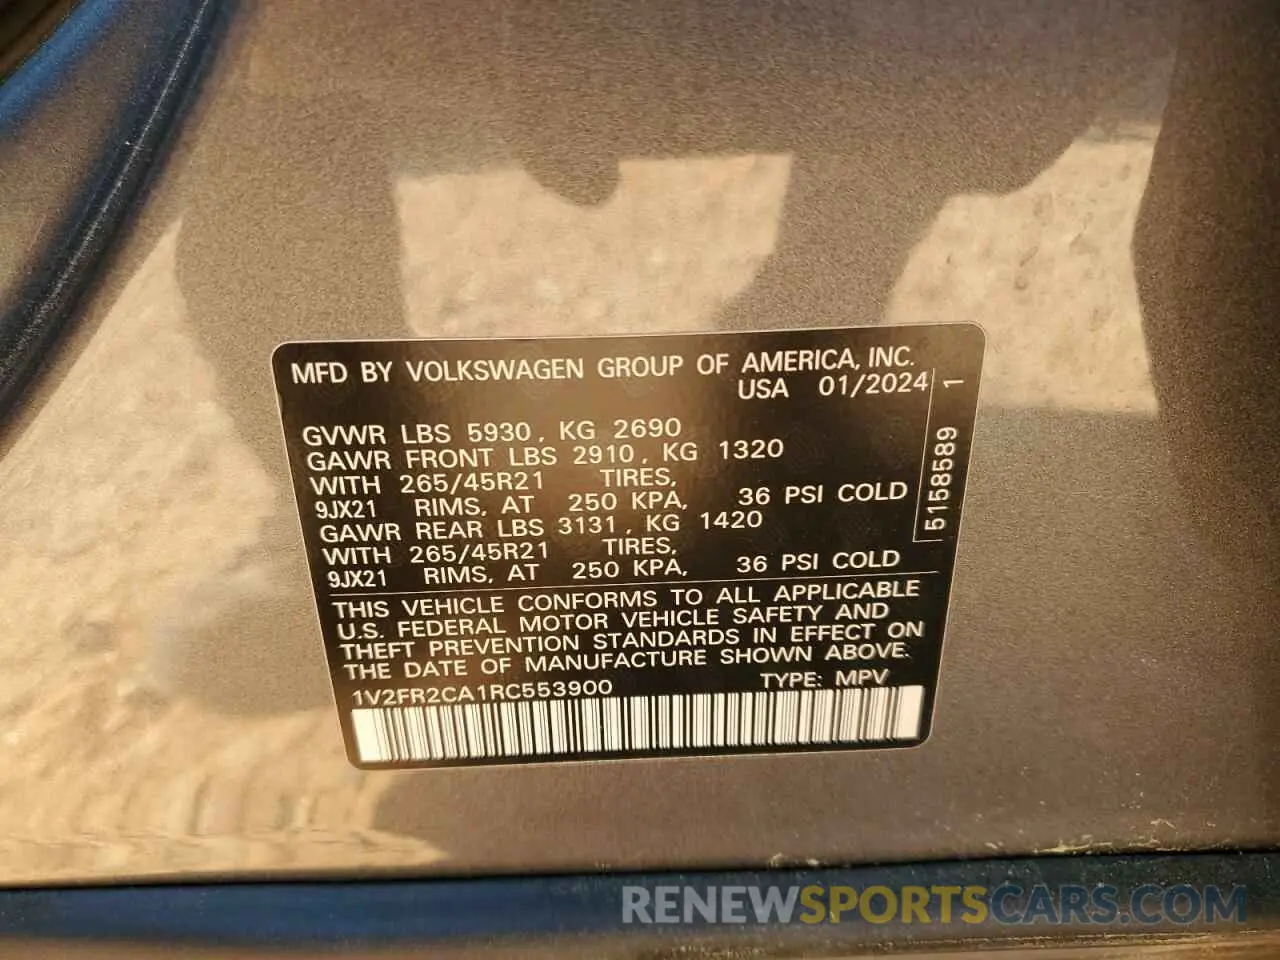 MFD BY VOLKSWAGEN GROUP OF AMERICA, INC.
USA 01/2024
GVWR LBS 5930, KG 2690
GAWR FRONT LBS 2910, KG 1320
WITH 265/45R21 TIRES,
9JX21 RIMS, AT 250 KPA, 36 PSI COLD
GAWR REAR LBS 3131, KG 1420
WITH 265/45R21 TIRES,
9JX21 RIMS, AT 250 KPA, 36 PSI COLD
THIS VEHICLE CONFORMS TO ALL APPLICABLE
U.S. FEDERAL MOTOR VEHICLE SAFETY AND
THEFT PREVENTION STANDARDS IN EFFECT ON
THE DATE OF MANUFACTURE SHOWN ABOVE.
1V2FR2CA1RC553900 TYPE: MPV
5158589 1
RENEWSPORTSCARS.COM